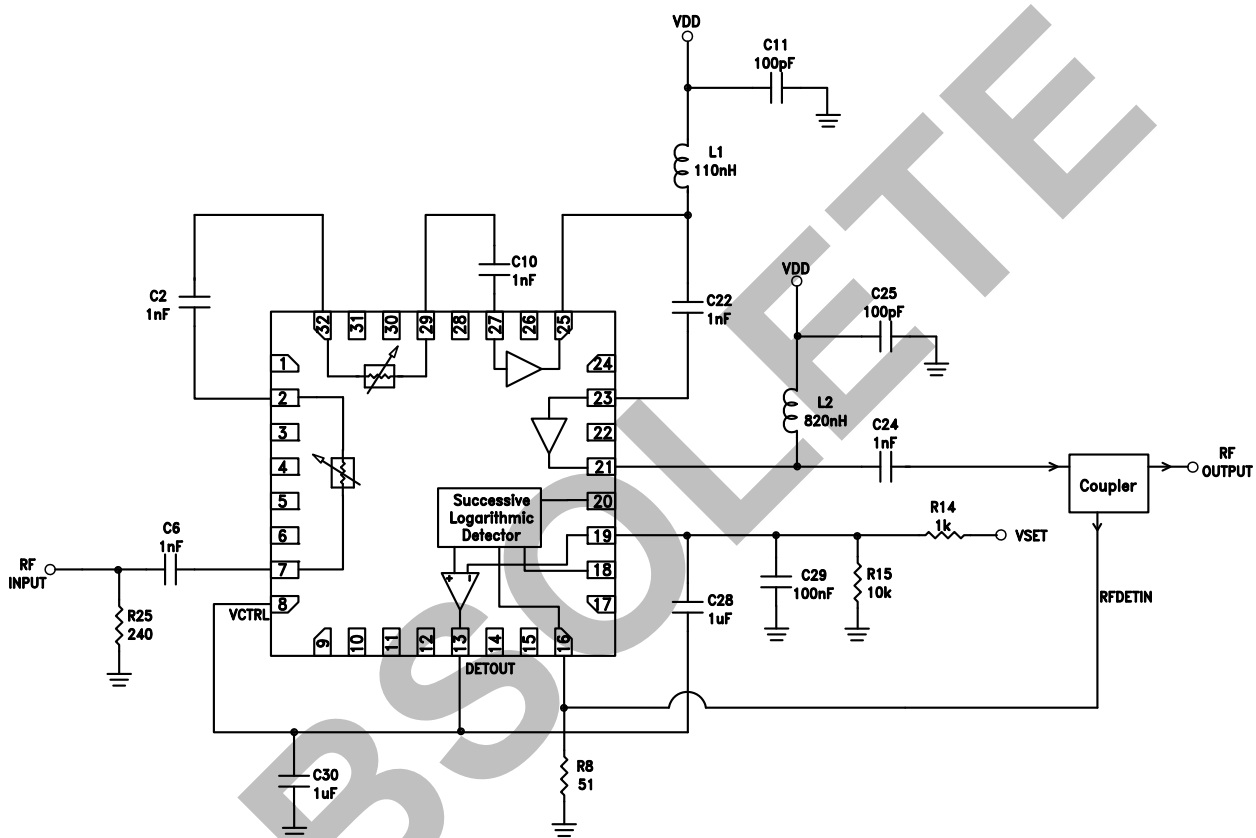 VDD
C11
100pF
L1
110nH
C10
1nF
C2
1nF
C22
1nF
VDD
C25
100pF
L2
820nH
C24
1nF
RF
OUTPUT
Coupler
32
31
30
29
28
27
26
25
1
2
3
4
5
6
7
8
24
23
22
21
20
19
18
17
9
10
11
12
13
14
15
16
Successive
Logarithmic
Detector
+ -
C6
1nF
RF
INPUT
R25
240
VCTRL
DETOUT
R14
1k
VSET
C29
100nF
R15
10k
C28
1uF
RFDETIN
C30
1uF
R8
51
BSOLETE